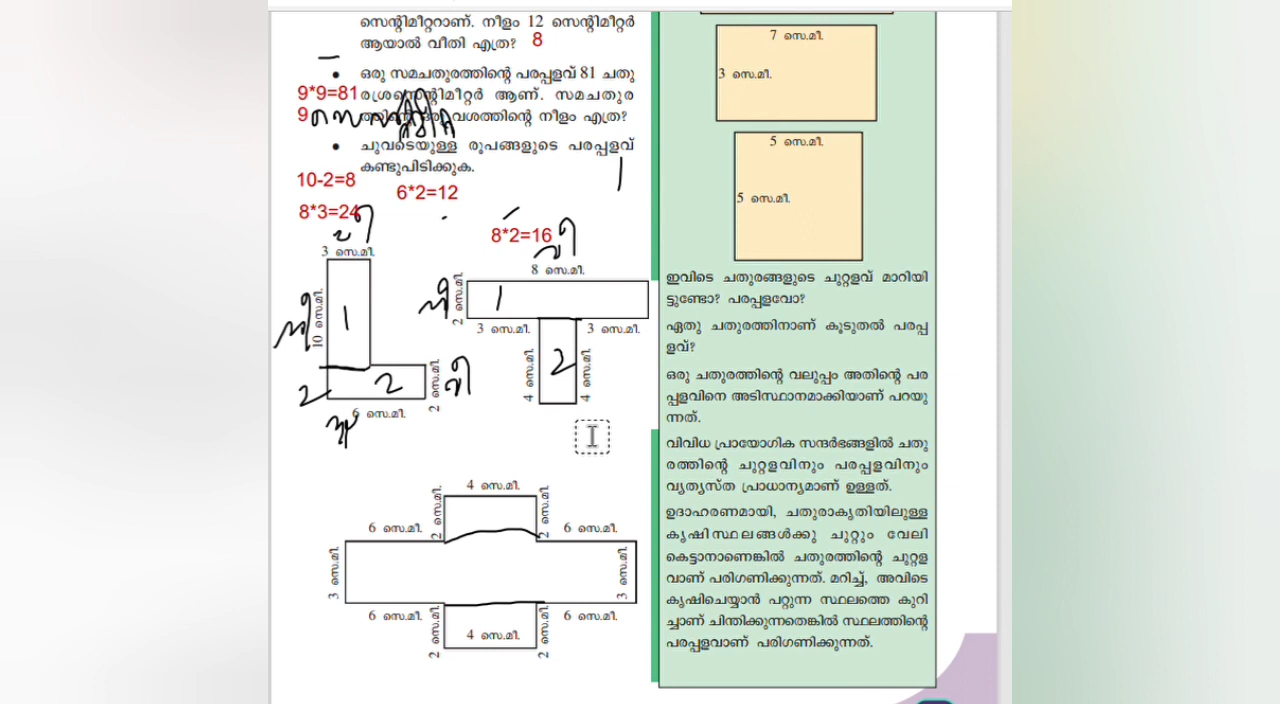 സെന്റിമീറ്ററാണ്. നീളം 12 സെന്റിമീറ്റർ
ആയാൽ വീതി എത്ര? 8
• ഒരു സമചതുരത്തിന്റെ പരപ്പളവ് 81 ചതു
9*9=81 രശ്രസെന്റിമീറ്റർ ആണ്. സമചതുര
9 ത്തിന്റെ ഒരു വശത്തിന്റെ നീളം എത്ര?
• ചുവടെയുള്ള രൂപങ്ങളുടെ പരപ്പളവ്
കണ്ടുപിടിക്കുക.
10-2=8
6*2=12
8*3=24
8*2=16
വീ
3 സെ.മീ.
10 സെ.മീ.
നീ
1
2
2
2 സെ.മീ.
വീ
6 സെ.മീ.
വീ
8 സെ.മീ.
നീ
2 സെ.മീ.
1
3 സെ.മീ.
3 സെ.മീ.
4 സെ.മീ.
2
4 സെ.മീ.
4 സെ.മീ.
2 സെ.മീ.
2 സെ.മീ.
6 സെ.മീ.
6 സെ.മീ.
3 സെ.മീ.
3 സെ.മീ.
6 സെ.മീ.
6 സെ.മീ.
2 സെ.മീ.
4 സെ.മീ.
2 സെ.മീ.
7 സെ.മീ.
3 സെ.മീ.
5 സെ.മീ.
5 സെ.മീ.
ഇവിടെ ചതുരങ്ങളുടെ ചുറ്റളവ് മാറിയി
ട്ടുണ്ടോ? പരപ്പളവോ?
ഏതു ചതുരത്തിനാണ് കൂടുതൽ പരപ്പ
ളവ്?
ഒരു ചതുരത്തിന്റെ വലുപ്പം അതിന്റെ പര
പ്പളവിനെ അടിസ്ഥാനമാക്കിയാണ് പറയു
ന്നത്.
വിവിധ പ്രായോഗിക സന്ദർഭങ്ങളിൽ ചതു
രത്തിന്റെ ചുറ്റളവിനും പരപ്പളവിനും
വ്യത്യസ്ത പ്രാധാന്യമാണ് ഉള്ളത്.
ഉദാഹരണമായി, ചതുരാകൃതിയിലുള്ള
കൃഷിസ്ഥലങ്ങൾക്കു ചുറ്റും വേലി
കെട്ടാനാണെങ്കിൽ ചതുരത്തിന്റെ ചുറ്റള
വാണ് പരിഗണിക്കുന്നത്. മറിച്ച്, അവിടെ
കൃഷിചെയ്യാൻ പറ്റുന്ന സ്ഥലത്തെ കുറി
ച്ചാണ് ചിന്തിക്കുന്നതെങ്കിൽ സ്ഥലത്തിന്റെ
പരപ്പളവാണ് പരിഗണിക്കുന്നത്.